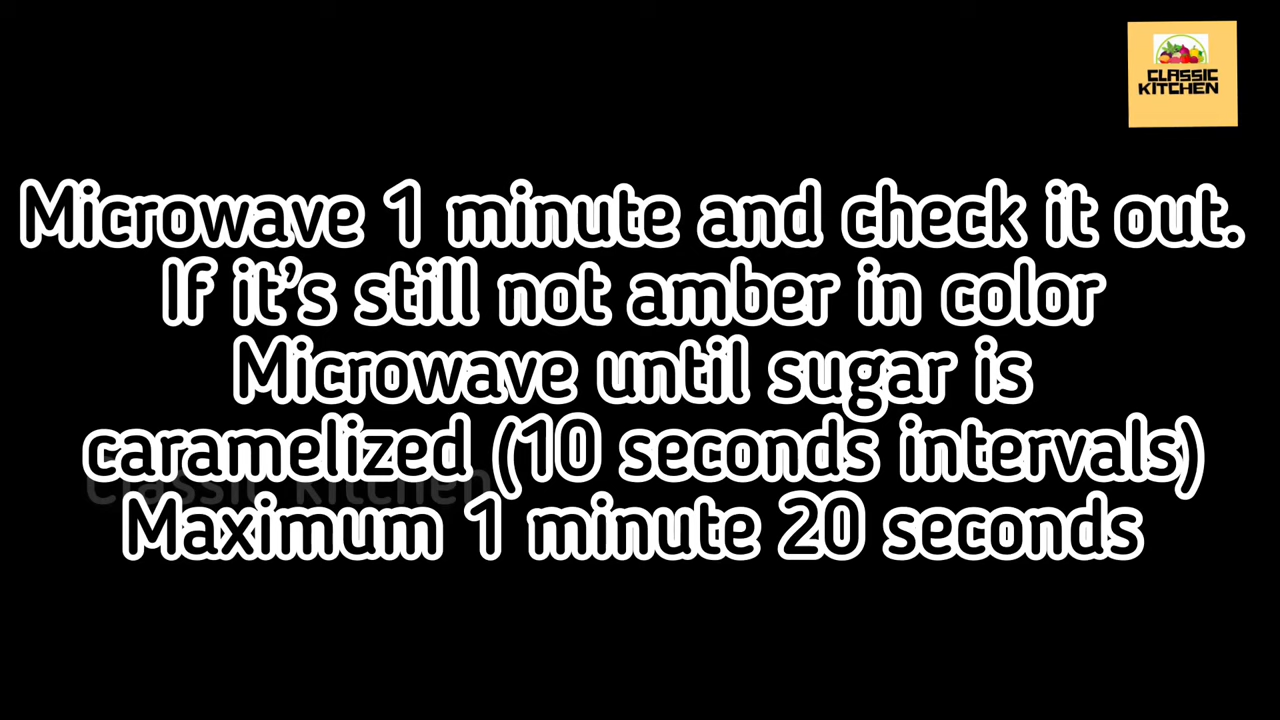 CLASSIC
KITCHEN
Microwave 1 minute and check it out.
If it's still not amber in color
Microwave until sugar is
caramelized (10 seconds intervals)
Classic Kitchen
Maximum 1 minute 20 seconds